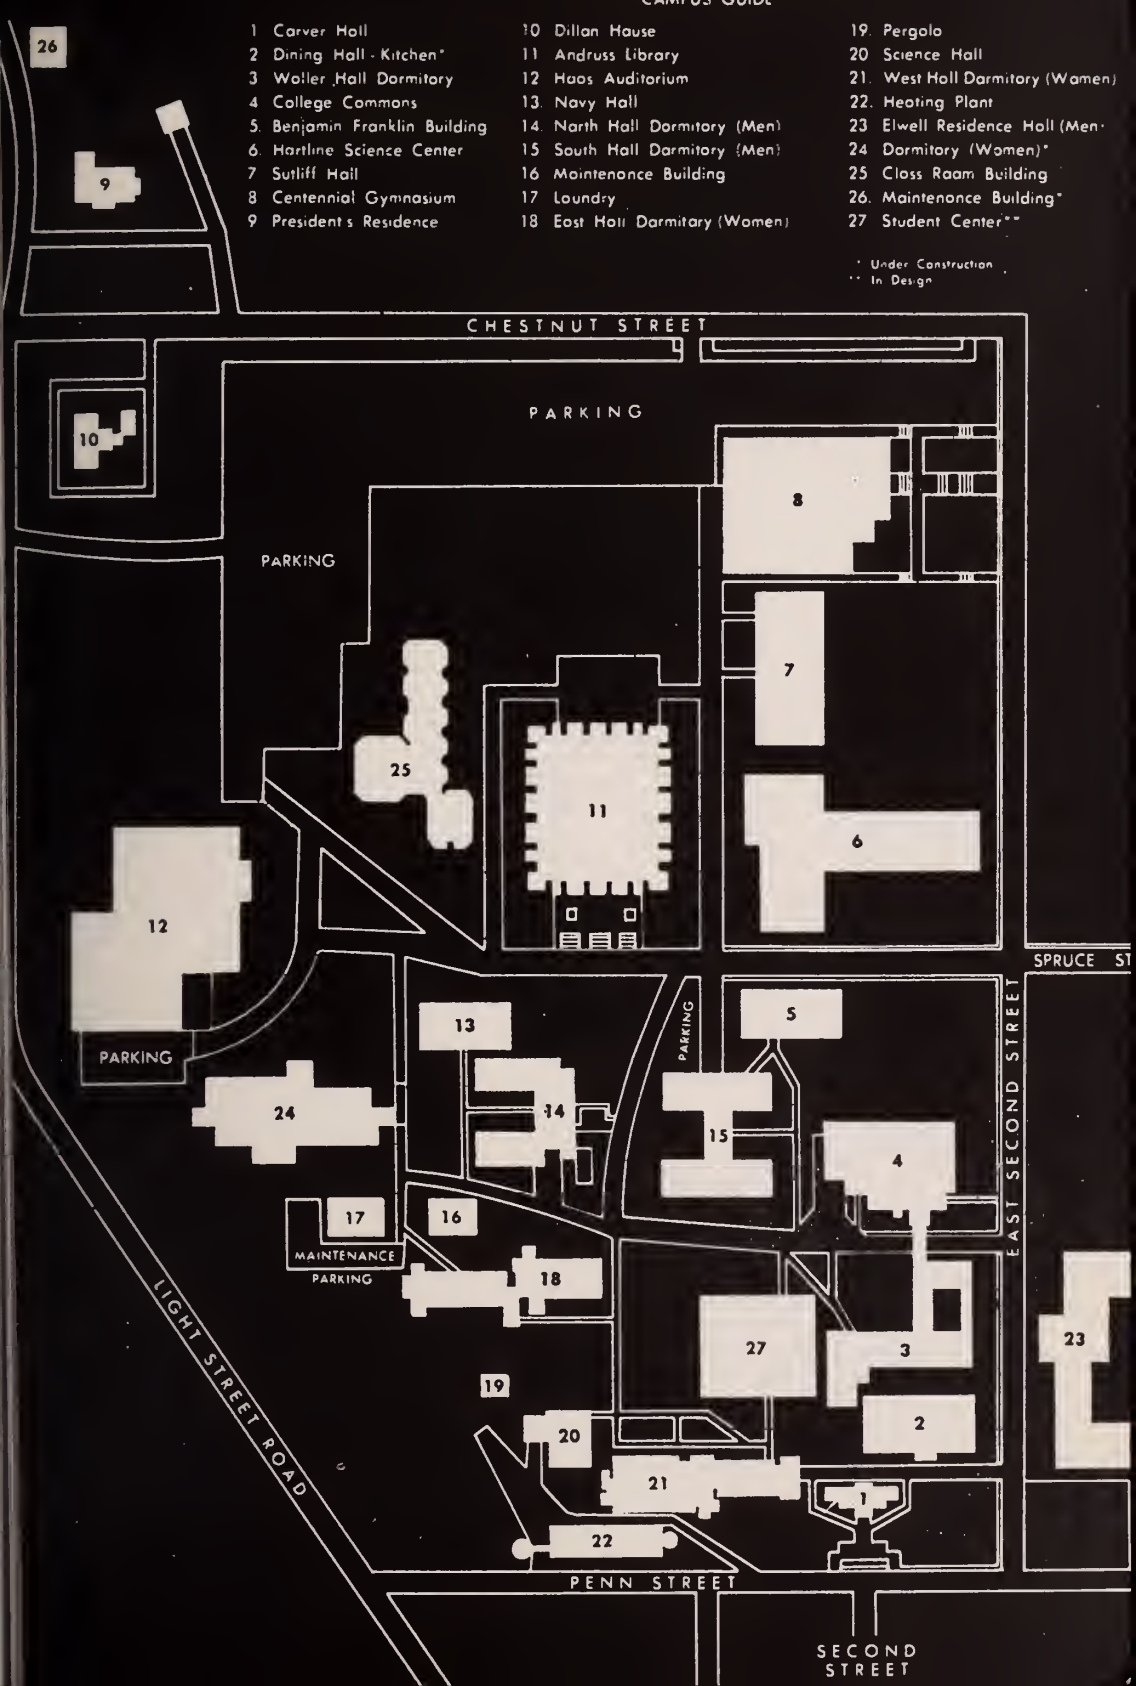 CAMPUS GUIDE
1 Carver Hall
2 Dining Hall - Kitchen*
3 Waller Hall Dormitory
4 College Commons
5. Benjamin Franklin Building
6. Hartline Science Center
7 Sutliff Hall
8 Centennial Gymnasium
9 President's Residence
10 Dillan House
11 Andruss Library
12 Haas Auditorium
13. Navy Hall
14. North Hall Dormitory (Men)
15 South Hall Dormitory (Men)
16 Maintenance Building
17 Laundry
18 East Hall Darmitary (Women)
19. Pergola
20 Science Hall
21. West Hall Darmitory (Wamen)
22. Heating Plant
23 Elwell Residence Hall (Men
24 Dormitory (Women)*
25 Class Raam Building
26. Maintenance Building*
27 Student Center**
* Under Construction
** In Design
26
9
CHESTNUT STREET
PARKING
10
8
PARKING
7
25
11
6
12
SPRUCE ST
13
PARKING
5
PARKING
24
14
15
4
EAST SECOND STREET
17
16
MAINTENANCE
PARKING
18
LIGHT STREET ROAD
27
3
23
19
20
2
21
1
22
PENN STREET
SECOND
STREET